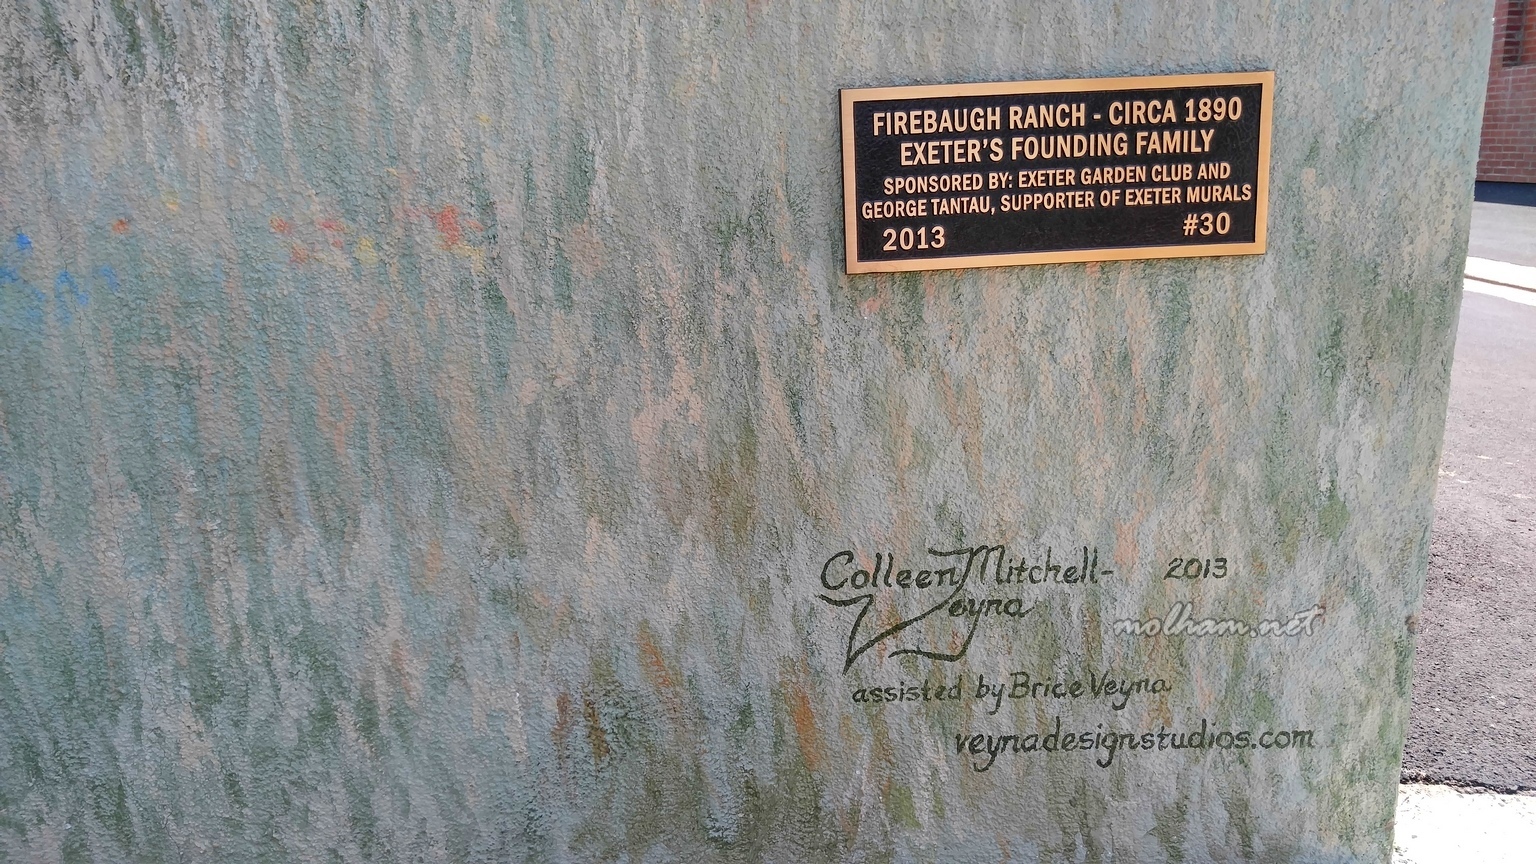 FIREBAUGH RANCH - CIRCA 1890
EXETER'S FOUNDING FAMILY
SPONSORED BY: EXETER GARDEN CLUB AND
GEORGE TANTAU, SUPPORTER OF EXETER MURALS
2013 #30
Colleen Mitchell- 2013
Veyna
molham.net
assisted by Brice Veyna
veynadesignstudios.com